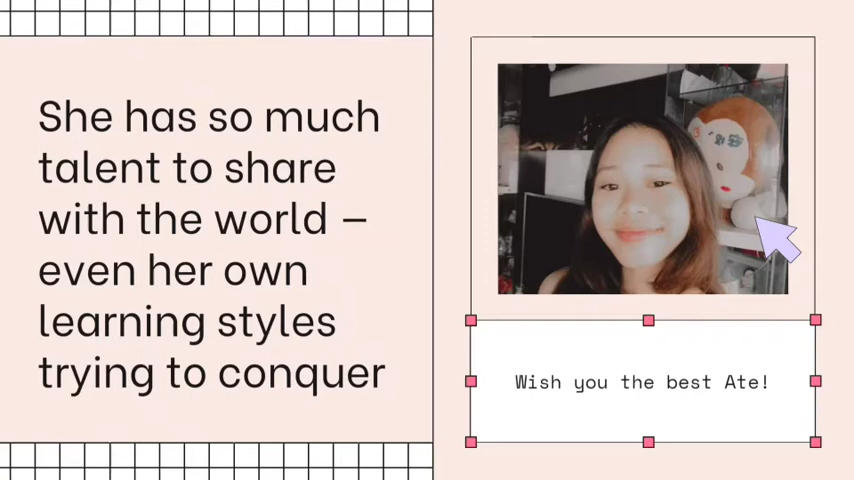 She has so much
talent to share
with the world —
even her own
learning styles
trying to conquer
Wish you the best Ate!